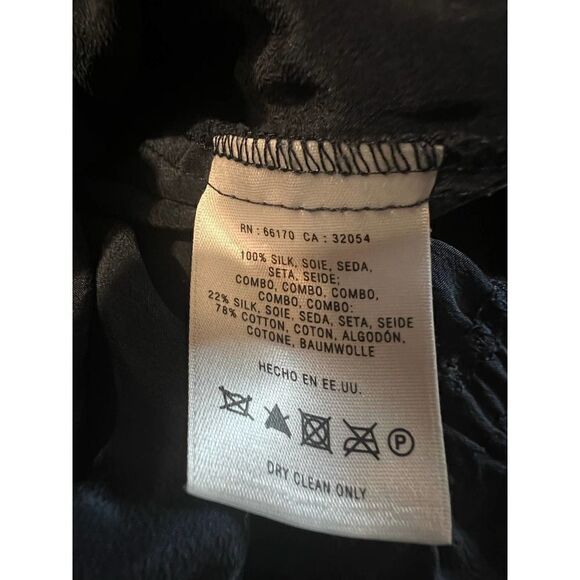 RN : 66170 CA : 32054
100% SILK, SOIE, SEDA,
SETA, SEIDE;
COMBO, COMBO, COMBO,
COMBO, COMBO:
22% SILK, SOIE, SEDA, SETA, SEIDE
78% COTTON, COTON, ALGODÓN,
COTONE, BAUMWOLLE
HECHO EN EE.UU.
P
DRY CLEAN ONLY